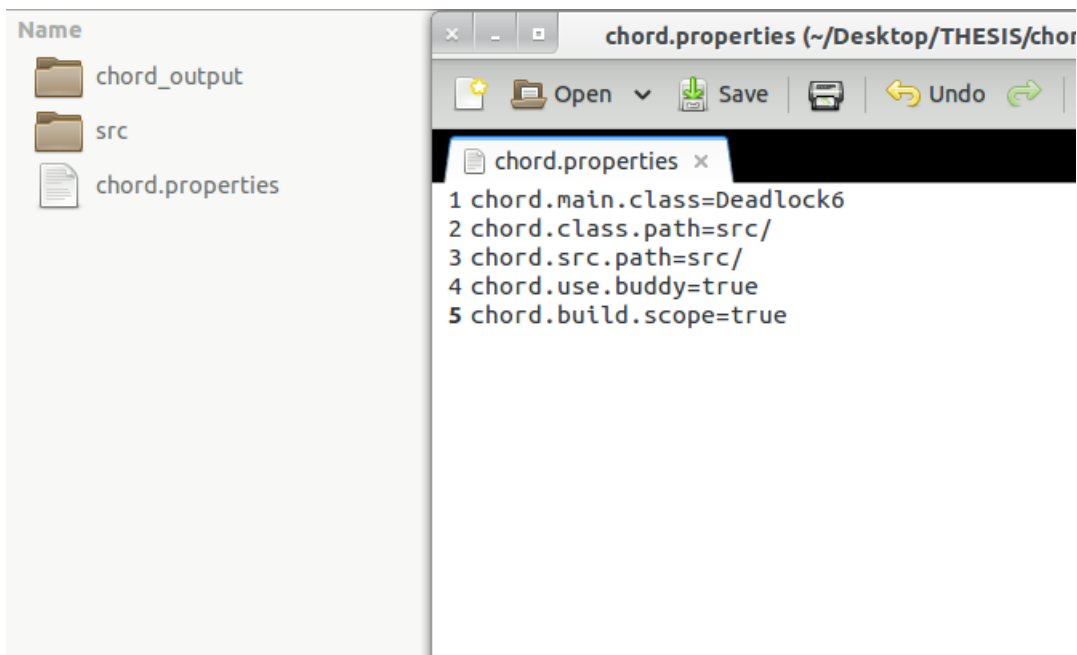 Name
chord_output
src
chord.properties
chord.properties (~/Desktop/THESIS/chor
Open Save Undo
chord.properties
1 chord.main.class=Deadlock6
2 chord.class.path=src/
3 chord.src.path=src/
4 chord.use.buddy=true
5 chord.build.scope=true